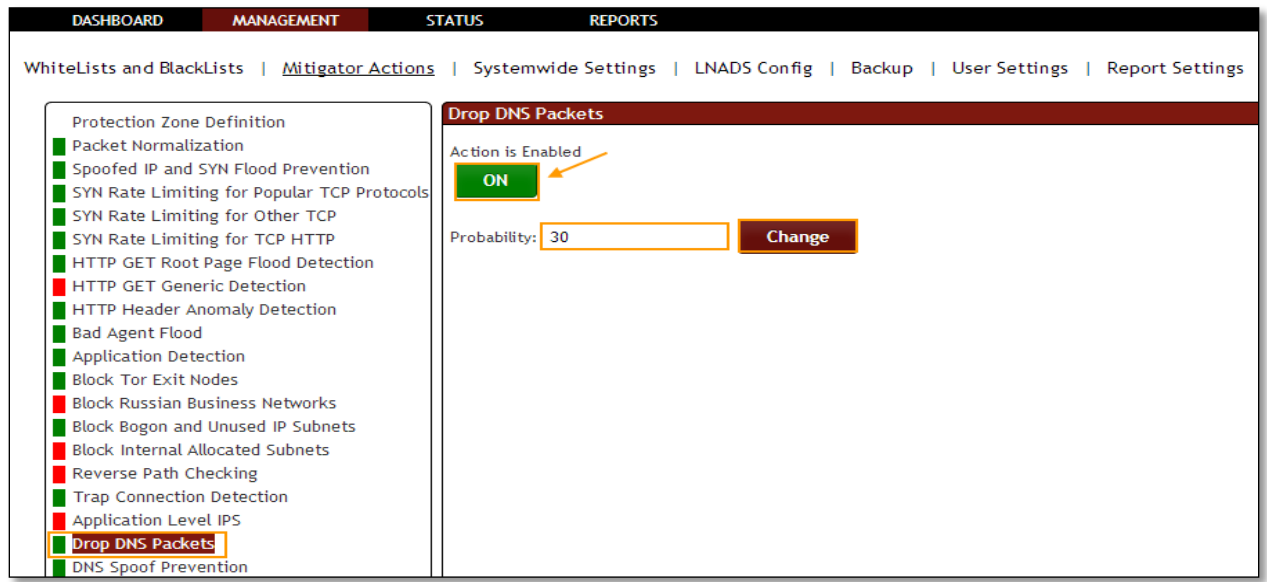 DASHBOARD MANAGEMENT STATUS REPORTS
WhiteLists and BlackLists | Mitigator Actions | Systemwide Settings | LNADS Config | Backup | User Settings | Report Settings
Protection Zone Definition
Packet Normalization
Spoofed IP and SYN Flood Prevention
SYN Rate Limiting for Popular TCP Protocols
SYN Rate Limiting for Other TCP
SYN Rate Limiting for TCP HTTP
HTTP GET Root Page Flood Detection
HTTP GET Generic Detection
HTTP Header Anomaly Detection
Bad Agent Flood
Application Detection
Block Tor Exit Nodes
Block Russian Business Networks
Block Bogon and Unused IP Subnets
Block Internal Allocated Subnets
Reverse Path Checking
Trap Connection Detection
Application Level IPS
Drop DNS Packets
DNS Spoof Prevention
Drop DNS Packets
Action is Enabled
ON
Probability: 30 Change